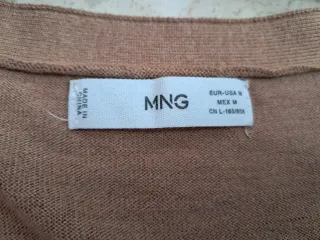 MADE IN
CHINA
MNG
EUR-USA M
MEX M
CN L-165/88A